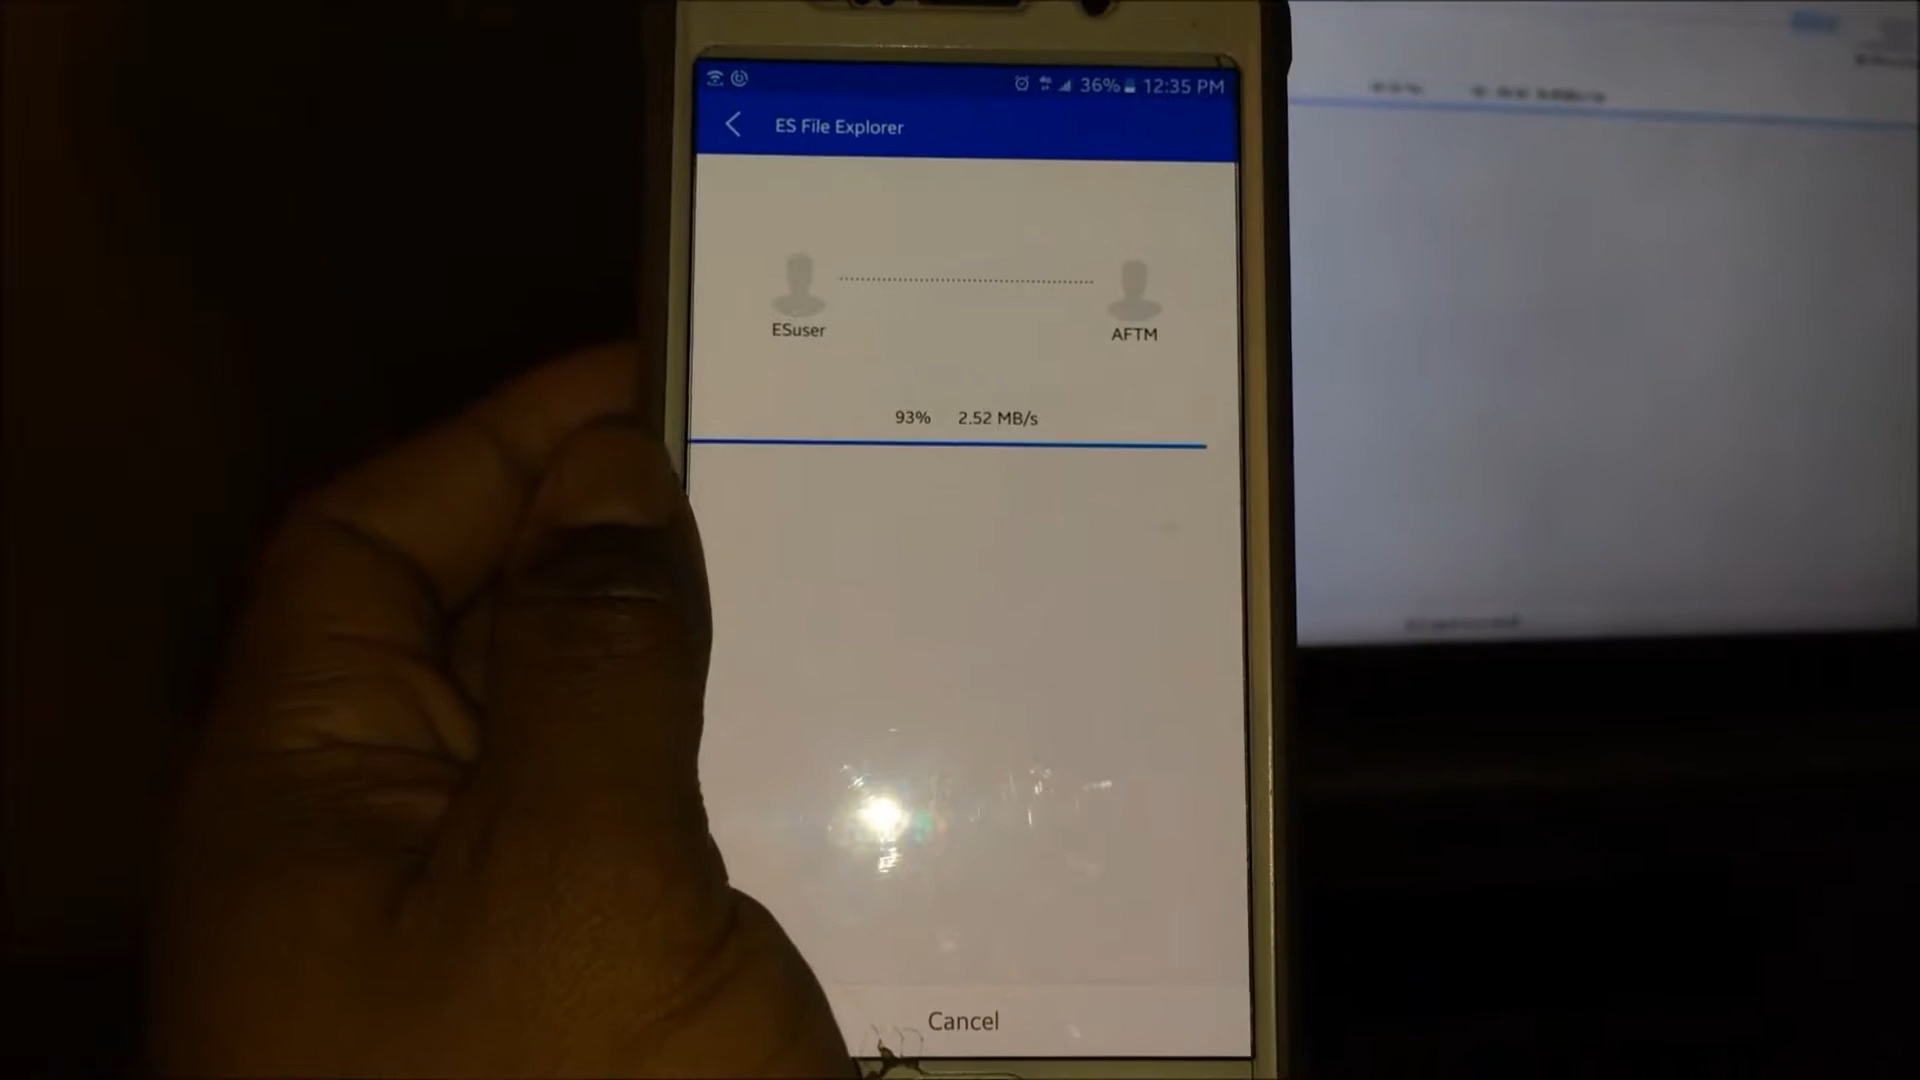 36% 12:35 PM
ES File Explorer
ESuser
AFTM
93% 2.52 MB/s
Cancel